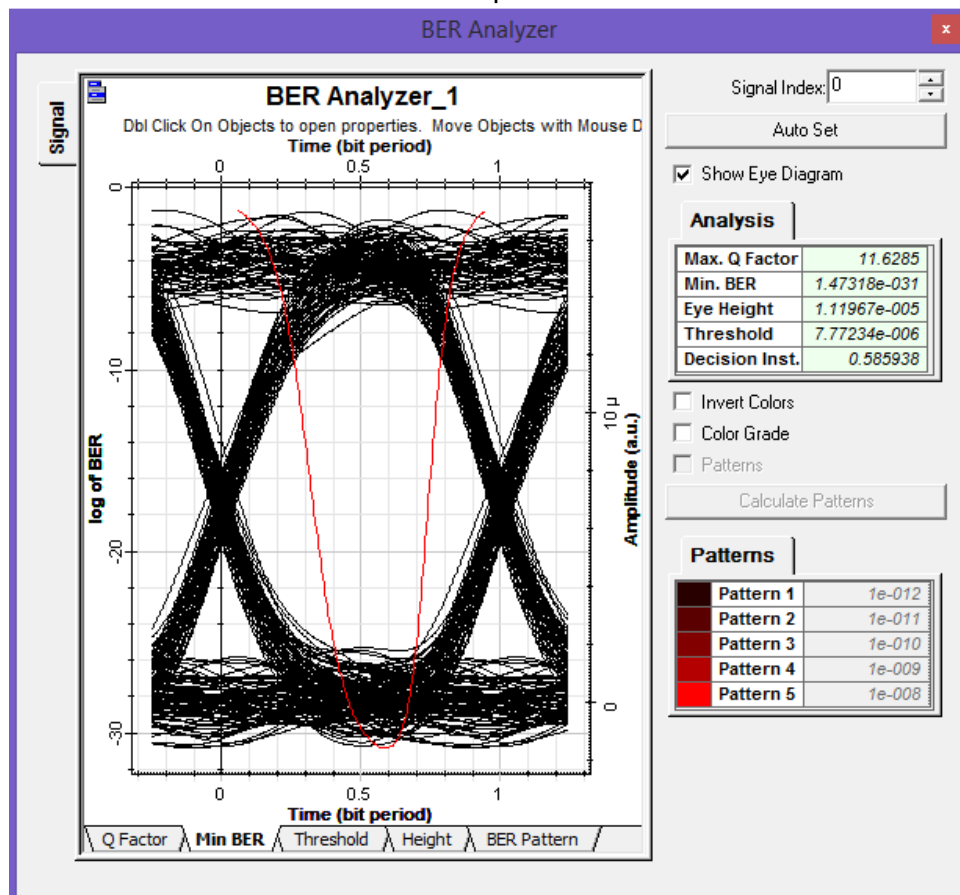 BER Analyzer
x
Signal
BER Analyzer_1
Dbl Click On Objects to open properties. Move Objects with Mouse D
Time (bit period)
0 0.5 1
0
-10
-20
-30
log of BER
10 µ
0
Amplitude (a.u.)
0 0.5 1
Time (bit period)
Q Factor Min BER Threshold Height BER Pattern
Signal Index: 0
Auto Set
Show Eye Diagram
Analysis
Max. Q Factor 11.6285
Min. BER 1.47318e-031
Eye Height 1.11967e-005
Threshold 7.77234e-006
Decision Inst. 0.585938
Invert Colors
Color Grade
Patterns
Calculate Patterns
Patterns
Pattern 1 1e-012
Pattern 2 1e-011
Pattern 3 1e-010
Pattern 4 1e-009
Pattern 5 1e-008